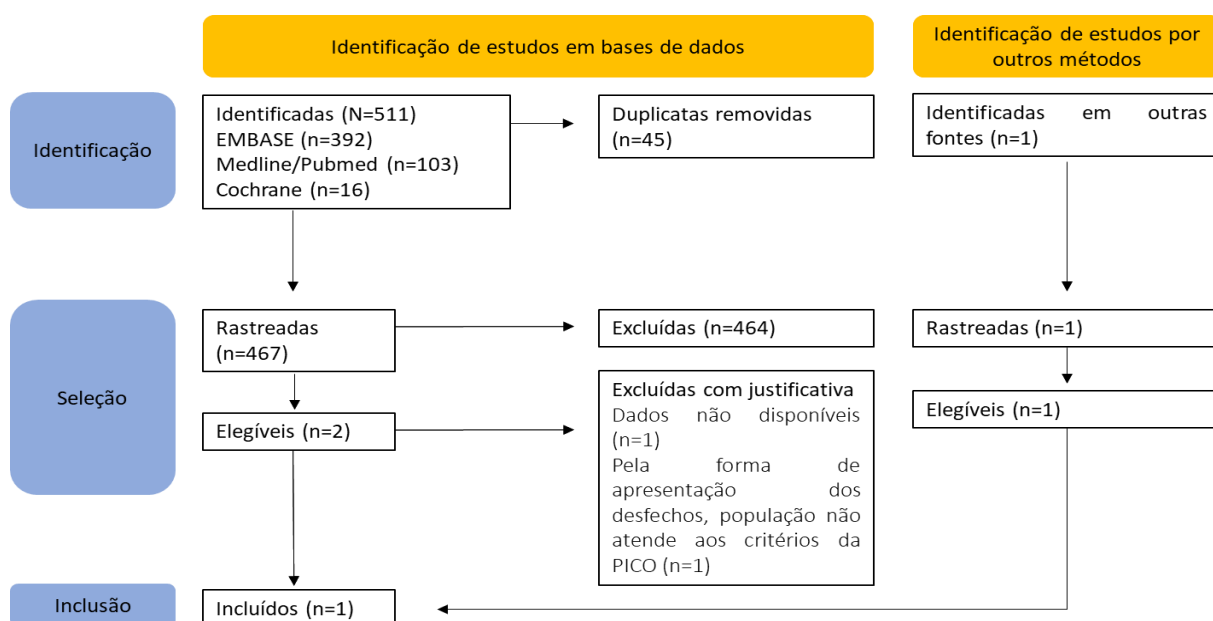 Identificação de estudos em bases de dados
Identificação de estudos por
outros métodos
Identificação
Identificadas (N=511)
EMBASE (n=392)
Medline/Pubmed (n=103)
Cochrane (n=16)
Duplicatas removidas
(n=45)
Identificadas em outras
fontes (n=1)
Seleção
Rastreadas
(n=467)
Excluídas (n=464)
Rastreadas (n=1)
Elegíveis (n=2)
Excluídas com justificativa
Dados não disponíveis
(n=1)
Pela forma de
apresentação dos
desfechos, população não
atende aos critérios da
PICO (n=1)
Elegíveis (n=1)
Inclusão
Incluídos (n=1)